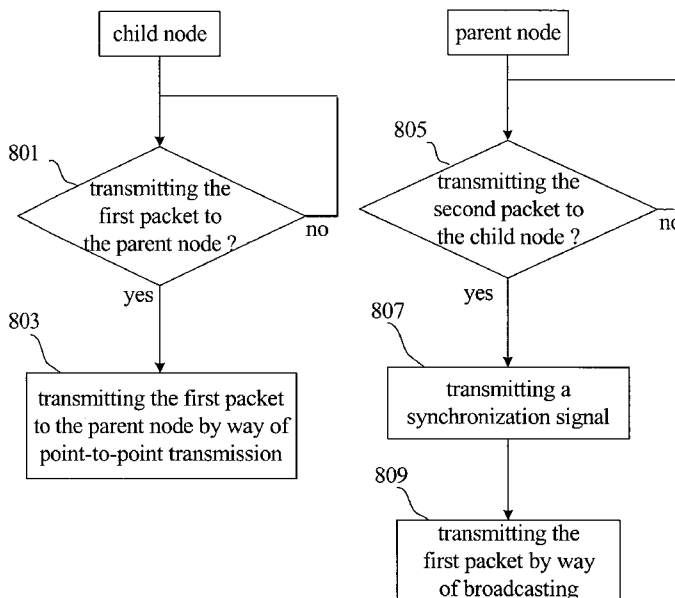 child node
801
transmitting the
first packet to
the parent node ?
no
yes
803
transmitting the first packet
to the parent node by way of
point-to-point transmission
parent node
805
transmitting the
second packet to
the child node ?
no
yes
807
transmitting a
synchronization signal
809
transmitting the
first packet by way
of broadcasting